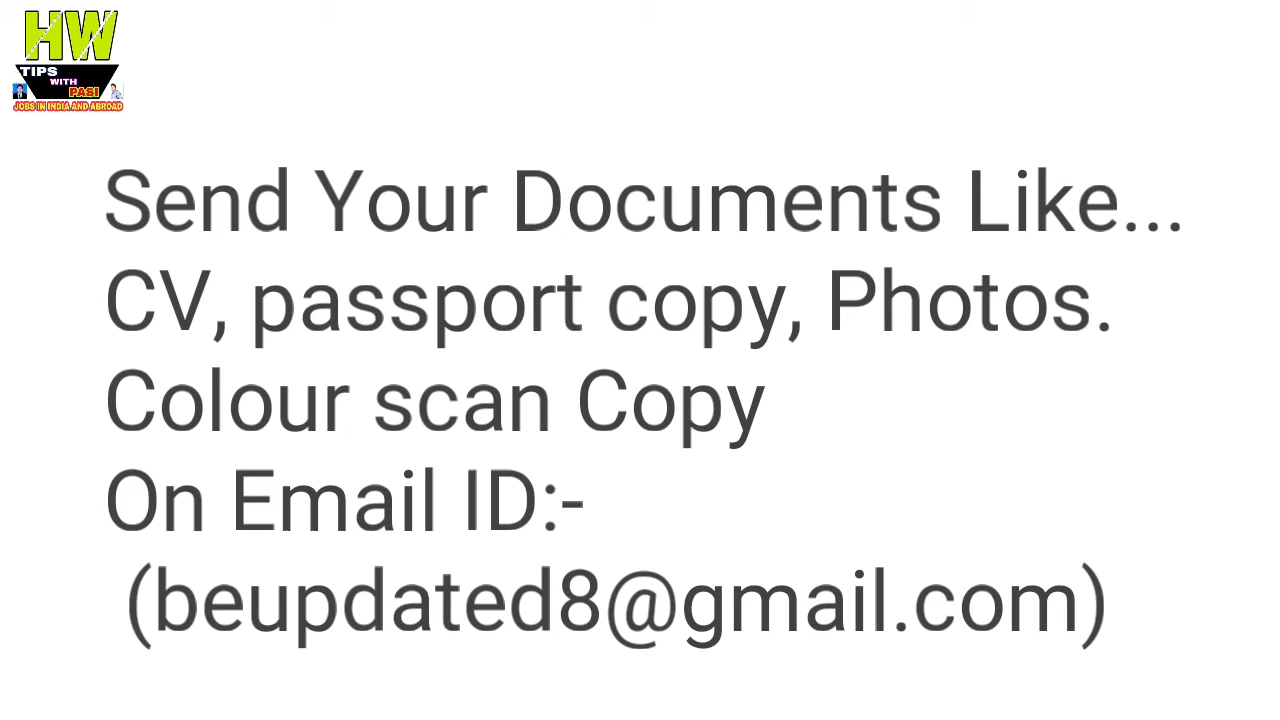 HW
TIPS
WITH
PASI
JOBS IN INDIA AND ABROAD
Send Your Documents Like...
CV, passport copy, Photos.
Colour scan Copy
On Email ID:-
(beupdated8@gmail.com)